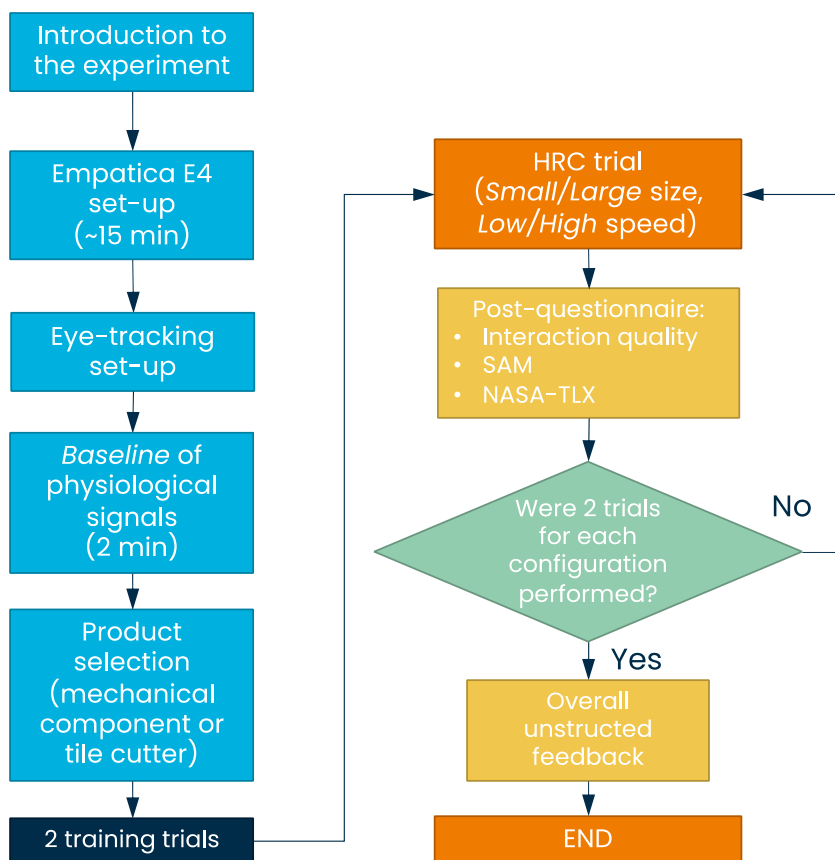 Introduction to
the experiment
Empatica E4
set-up
(~15 min)
Eye-tracking
set-up
Baseline of
physiological
signals
(2 min)
Product
selection
(mechanical
component or
tile cutter)
2 training trials
HRC trial
(Small/Large size,
Low/High speed)
Post-questionnaire:
• Interaction quality
• SAM
• NASA-TLX
Were 2 trials
for each
configuration
performed?
No
Yes
Overall
unstructed
feedback
END